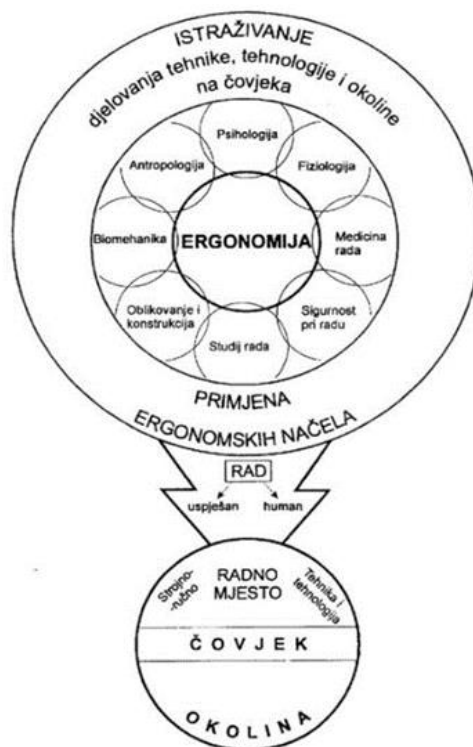 ISTRAŽIVANJE
djelovanja tehnike, tehnologije i okoline
na čovjeka
Psihologija
Antropologija
Fiziologija
Biomehanika
ERGONOMIJA
Medicina
rada
Oblikovanje i
konstrukcija
Sigurnost
pri radu
Studij rada
PRIMJENA
ERGONOMSKIH NAČELA
RAD
uspješan
human
Strojno-
-ručno
RADNO
MJESTO
Tehnika i
tehnologija
ČOVJEK
OKOLINA